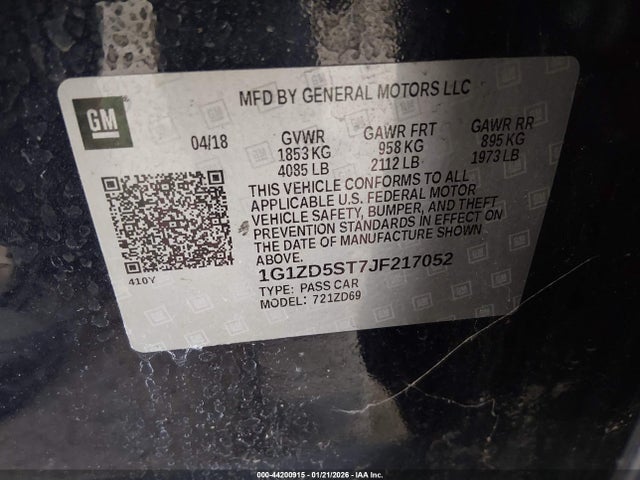 MFD BY GENERAL MOTORS LLC
GM
04/18
GVWR GAWR FRT GAWR RR
1853 KG 958 KG 895 KG
4085 LB 2112 LB 1973 LB
THIS VEHICLE CONFORMS TO ALL
APPLICABLE U.S. FEDERAL MOTOR
VEHICLE SAFETY, BUMPER, AND THEFT
PREVENTION STANDARDS IN EFFECT ON
THE DATE OF MANUFACTURE SHOWN
ABOVE.
410Y
1G1ZD5ST7JF217052
TYPE: PASS CAR
MODEL: 721ZD69
000-44200915 - 01/21/2026 - IAA Inc.